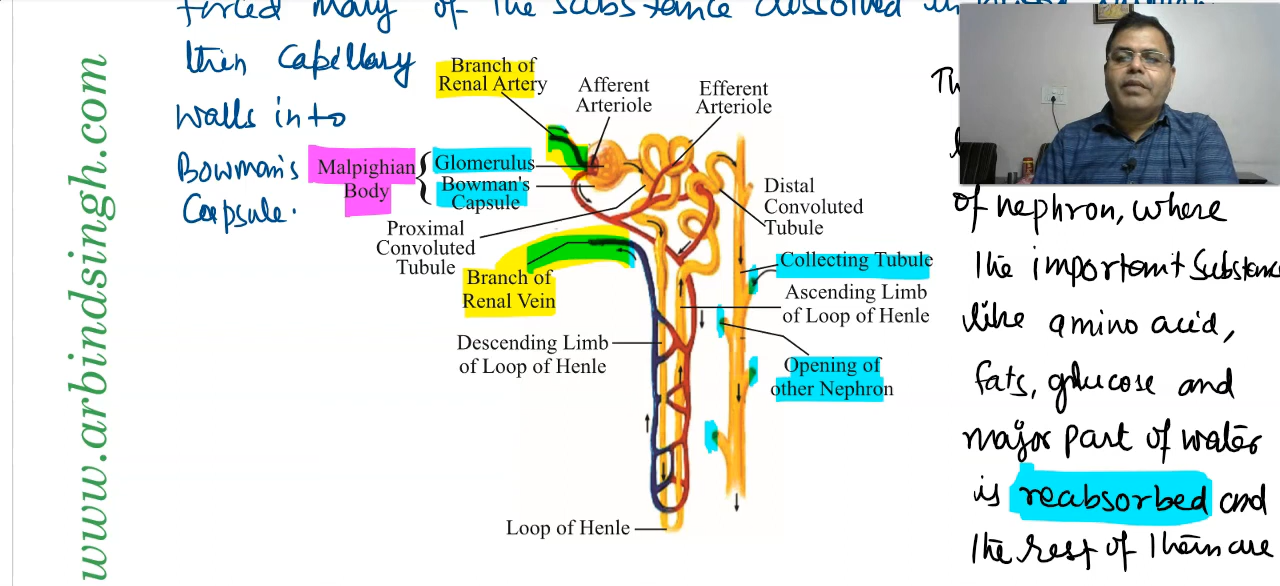 forced many of the substance dissolved in
thin capillary
walls into
Bowman's
Capsule.
www.arbindsingh.com
Branch of
Renal Artery
Afferent
Arteriole
Efferent
Arteriole
Malpighian
Body
Glomerulus
Bowman's
Capsule
Proximal
Convoluted
Tubule
Branch of
Renal Vein
Distal
Convoluted
Tubule
Collecting Tubule
Ascending Limb
of Loop of Henle
Descending Limb
of Loop of Henle
Opening of
other Nephron
Loop of Henle
of nephron, where
the important Substance
like amino acid,
fats, glucose and
major part of water
is reabsorbed and
the rest of them are